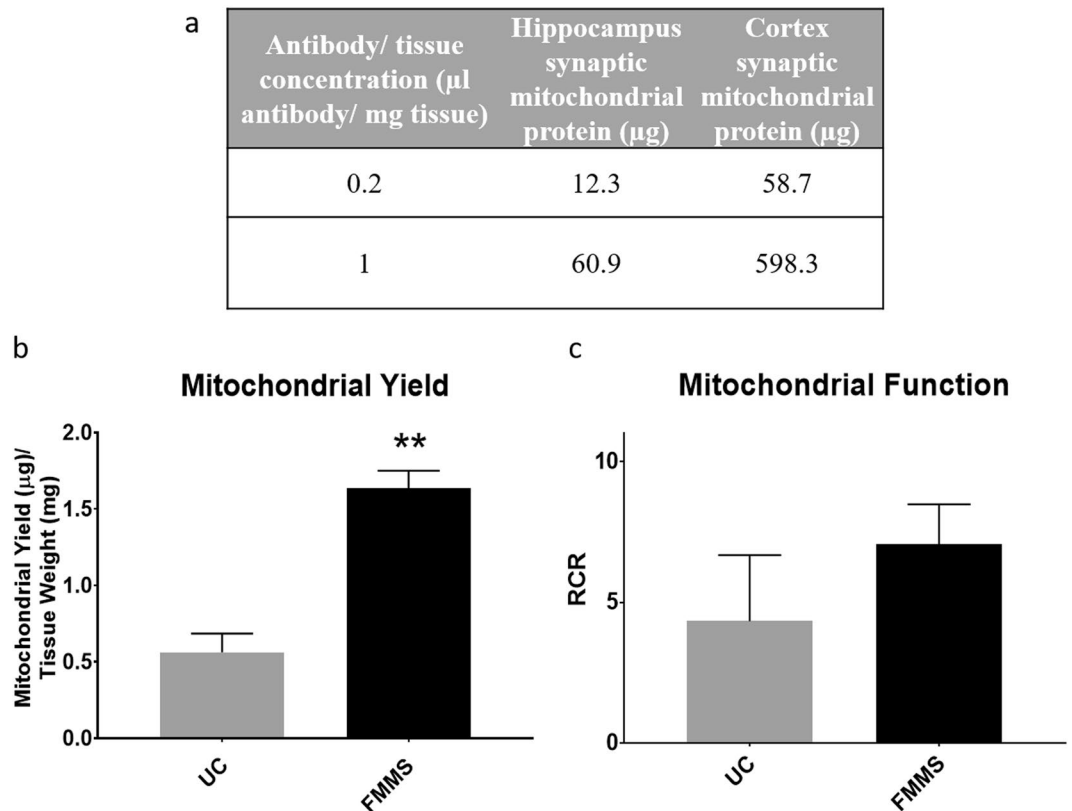 a
Antibody/ tissue
concentration (µl
antibody/ mg tissue)
Hippocampus
synaptic
mitochondrial
protein (µg)
Cortex
synaptic
mitochondrial
protein (µg)
0.2
12.3
58.7
1
60.9
598.3
b
Mitochondrial Yield
Mitochondrial Yield (µg)/
Tissue Weight (mg)
2.0
1.5
1.0
0.5
0.0
**
UC
FMMS
c
Mitochondrial Function
RCR
10
5
0
UC
FMMS